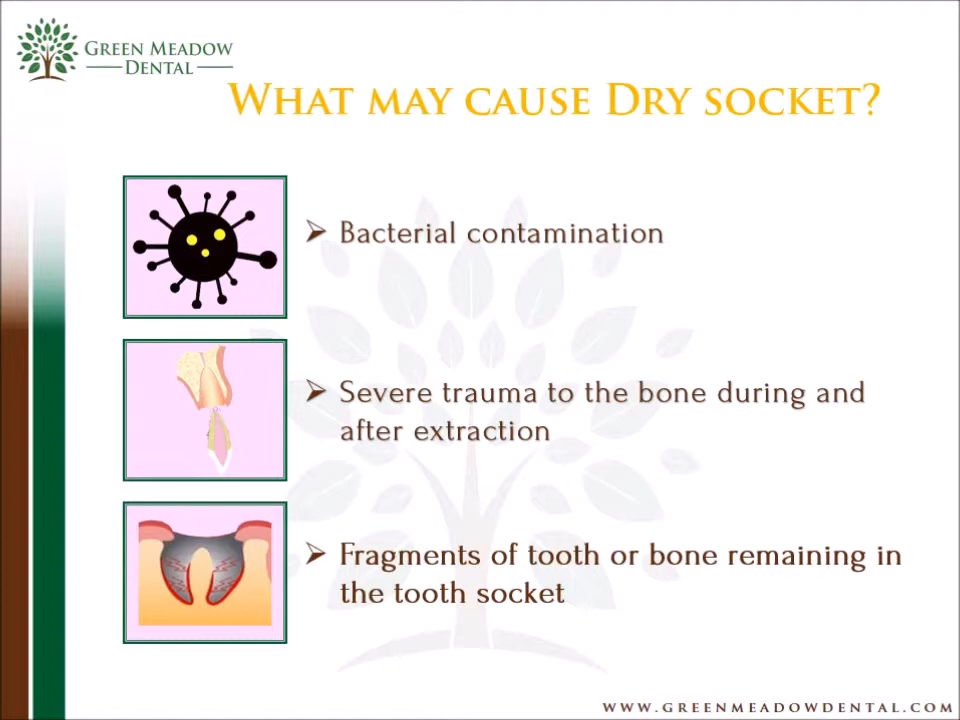 Green Meadow
Dental
What may cause Dry socket?
➢ Bacterial contamination
➢ Severe trauma to the bone during and
after extraction
➢ Fragments of tooth or bone remaining in
the tooth socket
www.greenmeadowdental.com